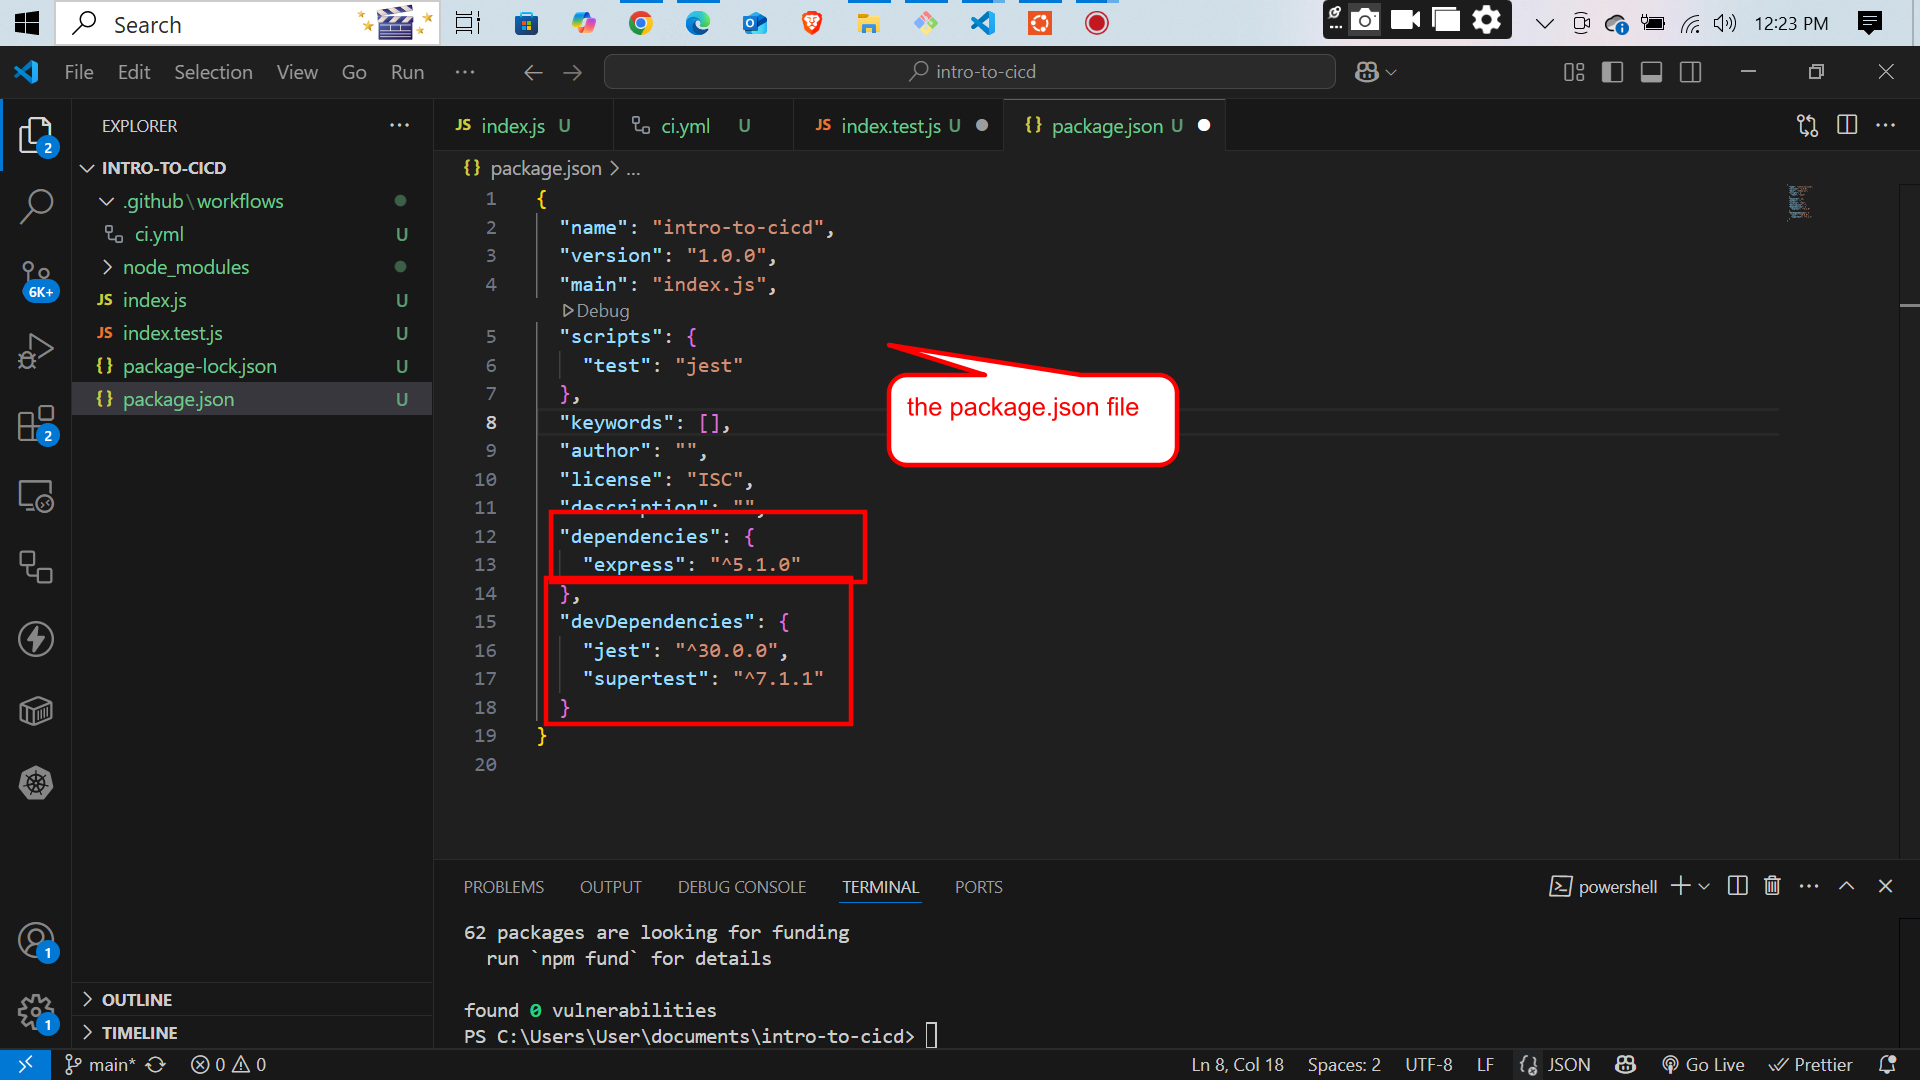 Search
12:23 PM
File Edit Selection View Go Run ...
intro-to-cicd
EXPLORER
2
INTRO-TO-CICD
.github\workflows
ci.yml U
node_modules
JS index.js U
JS index.test.js U
{} package-lock.json U
{} package.json U
6K+
2
1
1
OUTLINE
TIMELINE
JS index.js U
ci.yml U
JS index.test.js U
{} package.json U
{} package.json > ...
1 {
2 "name": "intro-to-cicd",
3 "version": "1.0.0",
4 "main": "index.js",
Debug
5 "scripts": {
6 "test": "jest"
7 },
8 "keywords": [],
9 "author": "",
10 "license": "ISC",
11 "description": "",
12 "dependencies": {
13 "express": "^5.1.0"
14 },
15 "devDependencies": {
16 "jest": "^30.0.0",
17 "supertest": "^7.1.1"
18 }
19 }
20
the package.json file
PROBLEMS OUTPUT DEBUG CONSOLE TERMINAL PORTS
powershell
62 packages are looking for funding
run `npm fund` for details
found 0 vulnerabilities
PS C:\Users\User\documents\intro-to-cicd>
main* 0 0
Ln 8, Col 18 Spaces: 2 UTF-8 LF {} JSON Go Live Prettier